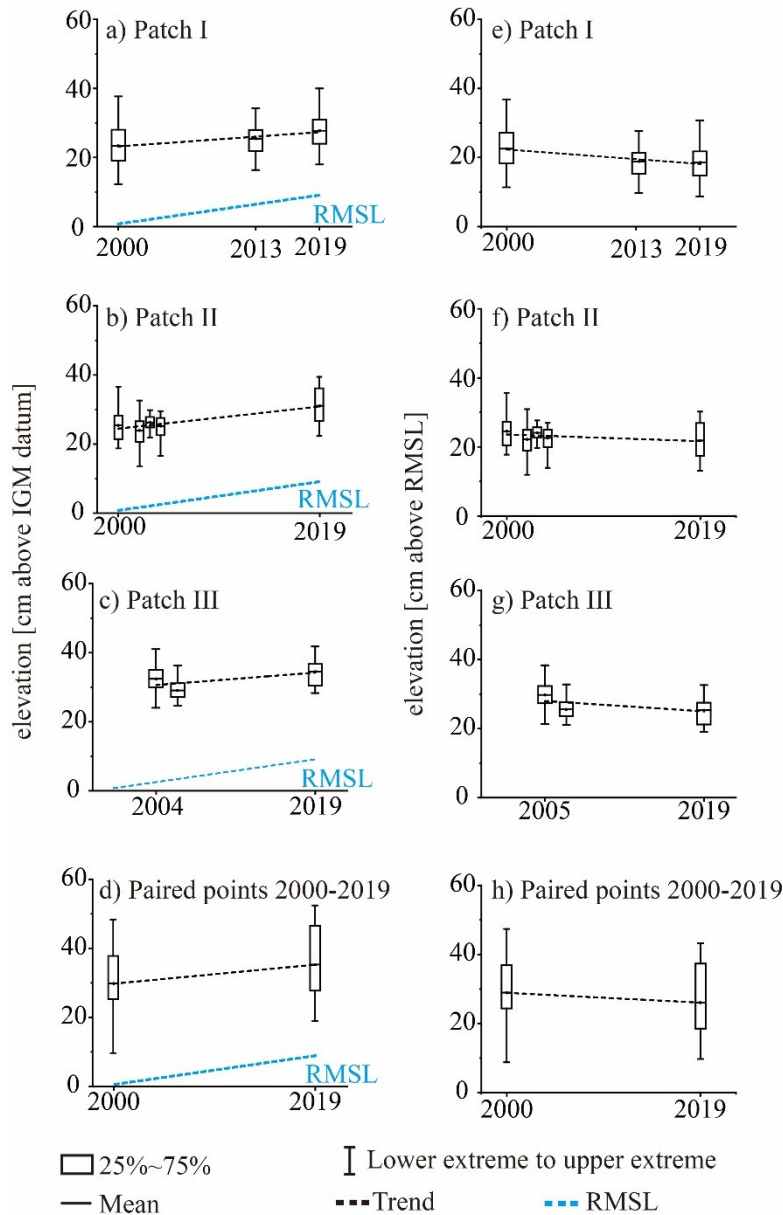 a) Patch I
60
40
20
0
RMSL
2000
2013
2019
e) Patch I
60
40
20
0
2000
2013
2019
b) Patch II
60
40
20
0
RMSL
2000
2019
f) Patch II
60
40
20
0
2000
2019
elevation [cm above IGM datum]
elevation [cm above RMSL]
c) Patch III
60
40
20
0
RMSL
2004
2019
g) Patch III
60
40
20
0
2005
2019
d) Paired points 2000-2019
60
40
20
0
RMSL
2000
2019
h) Paired points 2000-2019
60
40
20
0
2000
2019
25%~75%
Lower extreme to upper extreme
Mean
Trend
RMSL